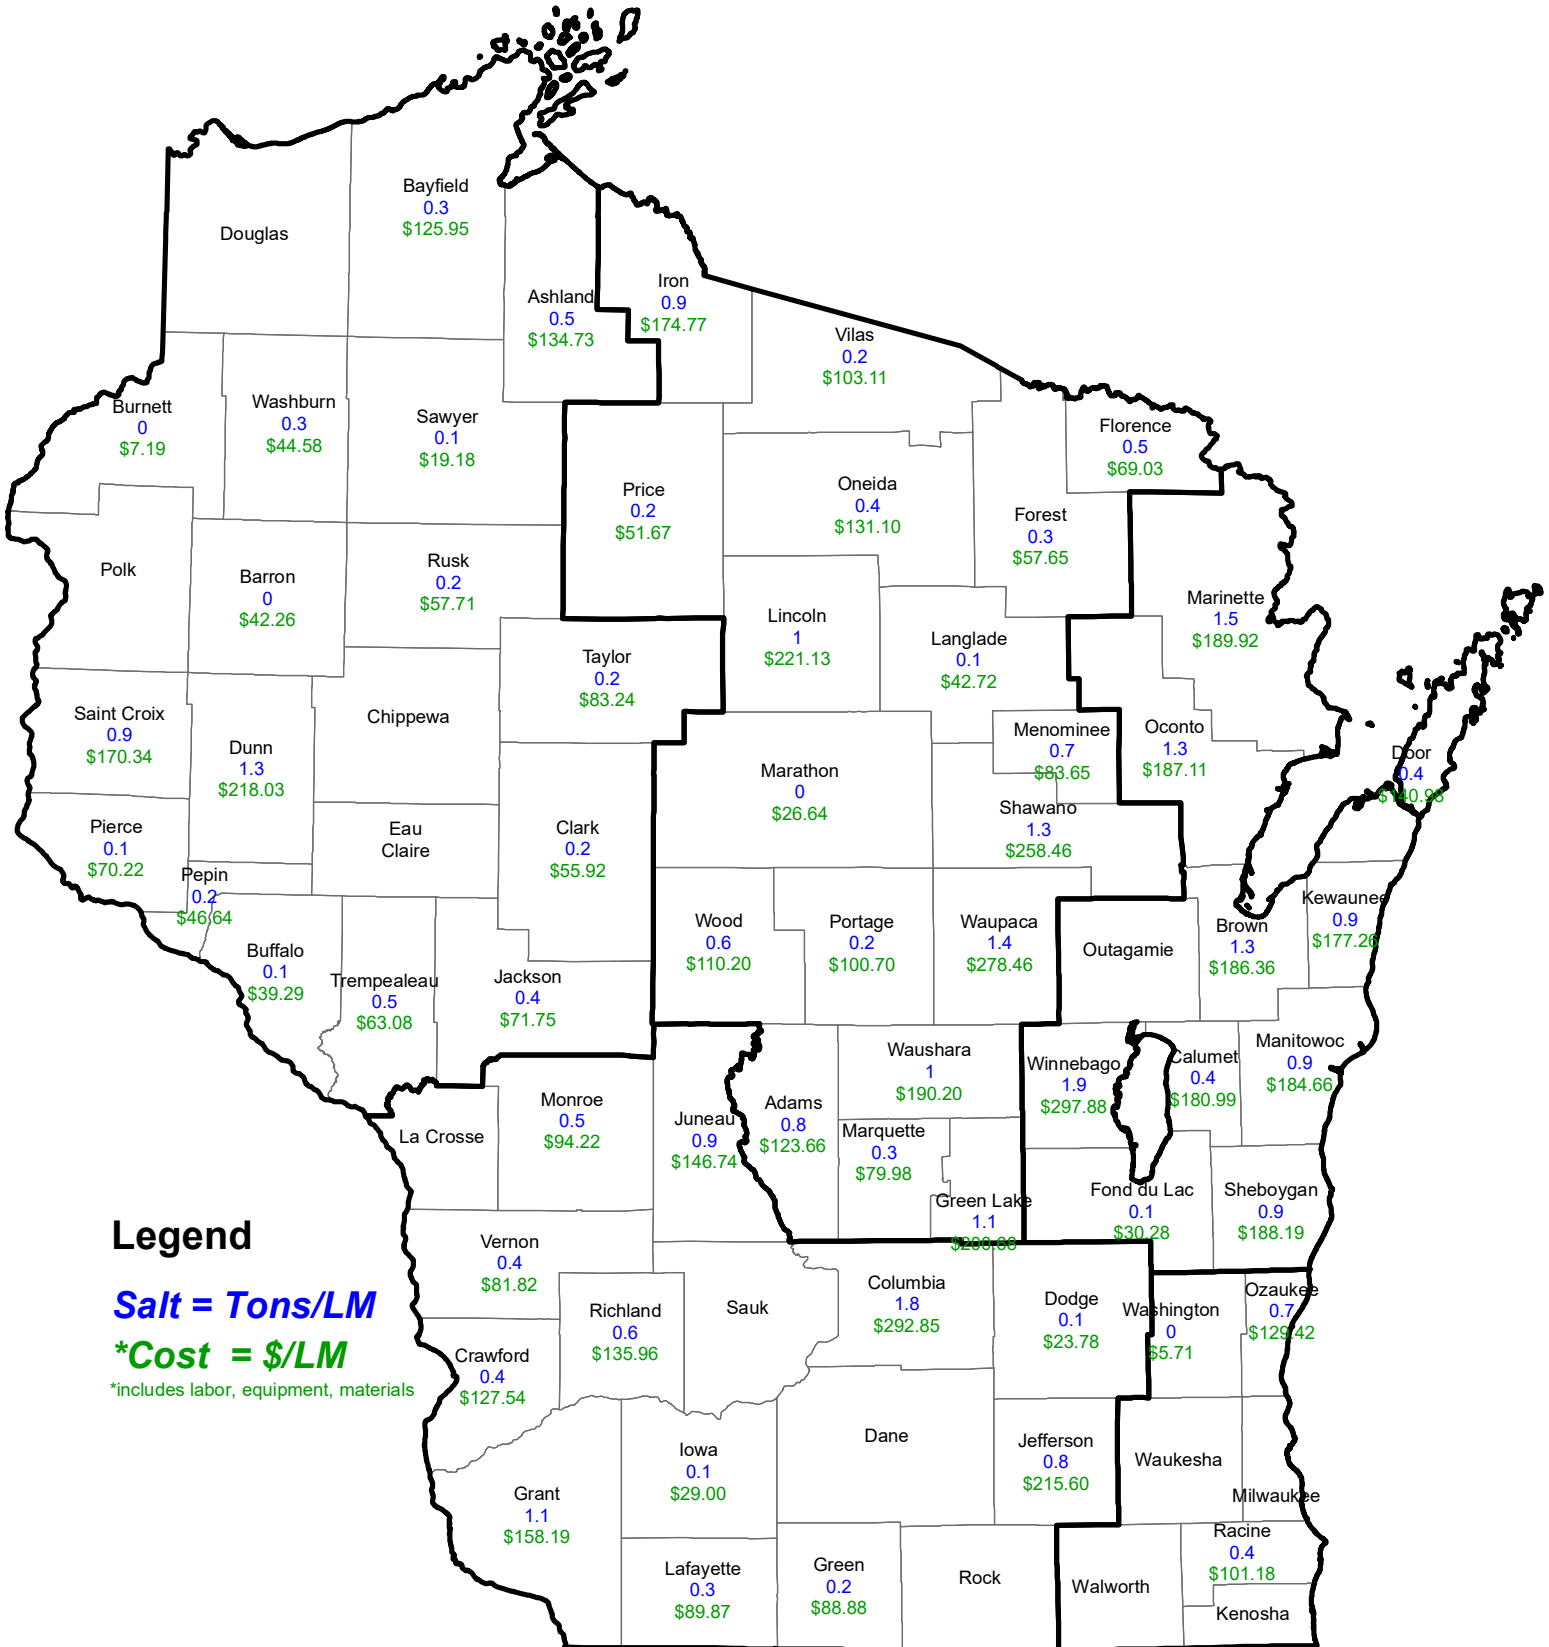 Bayfield
0.3
$125.95
Douglas
Ashland
0.5
$134.73
Iron
0.9
$174.77
Vilas
0.2
$103.11
Burnett
0
$7.19
Washburn
0.3
$44.58
Sawyer
0.1
$19.18
Florence
0.5
$69.03
Price
0.2
$51.67
Oneida
0.4
$131.10
Forest
0.3
$57.65
Polk
Barron
0
$42.26
Rusk
0.2
$57.71
Marinette
1.5
$189.92
Lincoln
1
$221.13
Langlade
0.1
$42.72
Taylor
0.2
$83.24
Saint Croix
0.9
$170.34
Chippewa
Dunn
1.3
$218.03
Menominee
0.7
$83.65
Oconto
1.3
$187.11
Door
0.4
$140.98
Marathon
0
$26.64
Shawano
1.3
$258.46
Pierce
0.1
$70.22
Eau
Claire
Clark
0.2
$55.92
Pepin
0.2
$46.64
Wood
0.6
$110.20
Portage
0.2
$100.70
Waupaca
1.4
$278.46
Outagamie
Brown
1.3
$186.36
Kewaunee
0.9
$177.26
Buffalo
0.1
$39.29
Trempealeau
0.5
$63.08
Jackson
0.4
$71.75
Waushara
1
$190.20
Winnebago
1.9
$297.88
Calumet
0.4
$180.99
Manitowoc
0.9
$184.66
La Crosse
Monroe
0.5
$94.22
Juneau
0.9
$146.74
Adams
0.8
$123.66
Marquette
0.3
$79.98
Green Lake
1.1
Fond du Lac
0.1
$30.28
Sheboygan
0.9
$188.19
Legend
Salt = Tons/LM
*Cost = $/LM
*includes labor, equipment, materials
Vernon
0.4
$81.82
Richland
0.6
$135.96
Sauk
Columbia
1.8
$292.85
Dodge
0.1
$23.78
Washington
0
$5.71
Ozaukee
0.7
$129.42
Crawford
0.4
$127.54
Dane
Iowa
0.1
$29.00
Jefferson
0.8
$215.60
Waukesha
Milwaukee
Grant
1.1
$158.19
Lafayette
0.3
$89.87
Green
0.2
$88.88
Rock
Walworth
Racine
0.4
$101.18
Kenosha